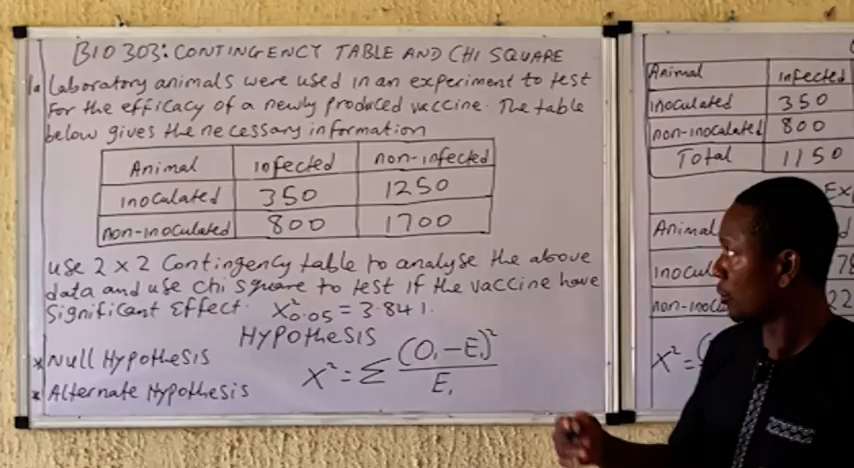 BIO 303: CONTINGENCY TABLE AND CHI SQUARE
1a Laboratory animals were used in an experiment to test
for the efficacy of a newly produced vaccine. The table
below gives the necessary information
Animal infected non-infected
inoculated 350 1250
non-inoculated 800 1700
use 2 x 2 Contingency table to analyse the above
data and use chi square to test if the vaccine have
significant effect. X²0.05 = 3.841.
HYPOTHESIS
* Null HYPOTHESIS
* Alternate HYPOTHESIS
X² = Σ (O, - E,)² / E,
Animal infected
inoculated 350
non-inoculated 800
Total 1150
Animal
X² =